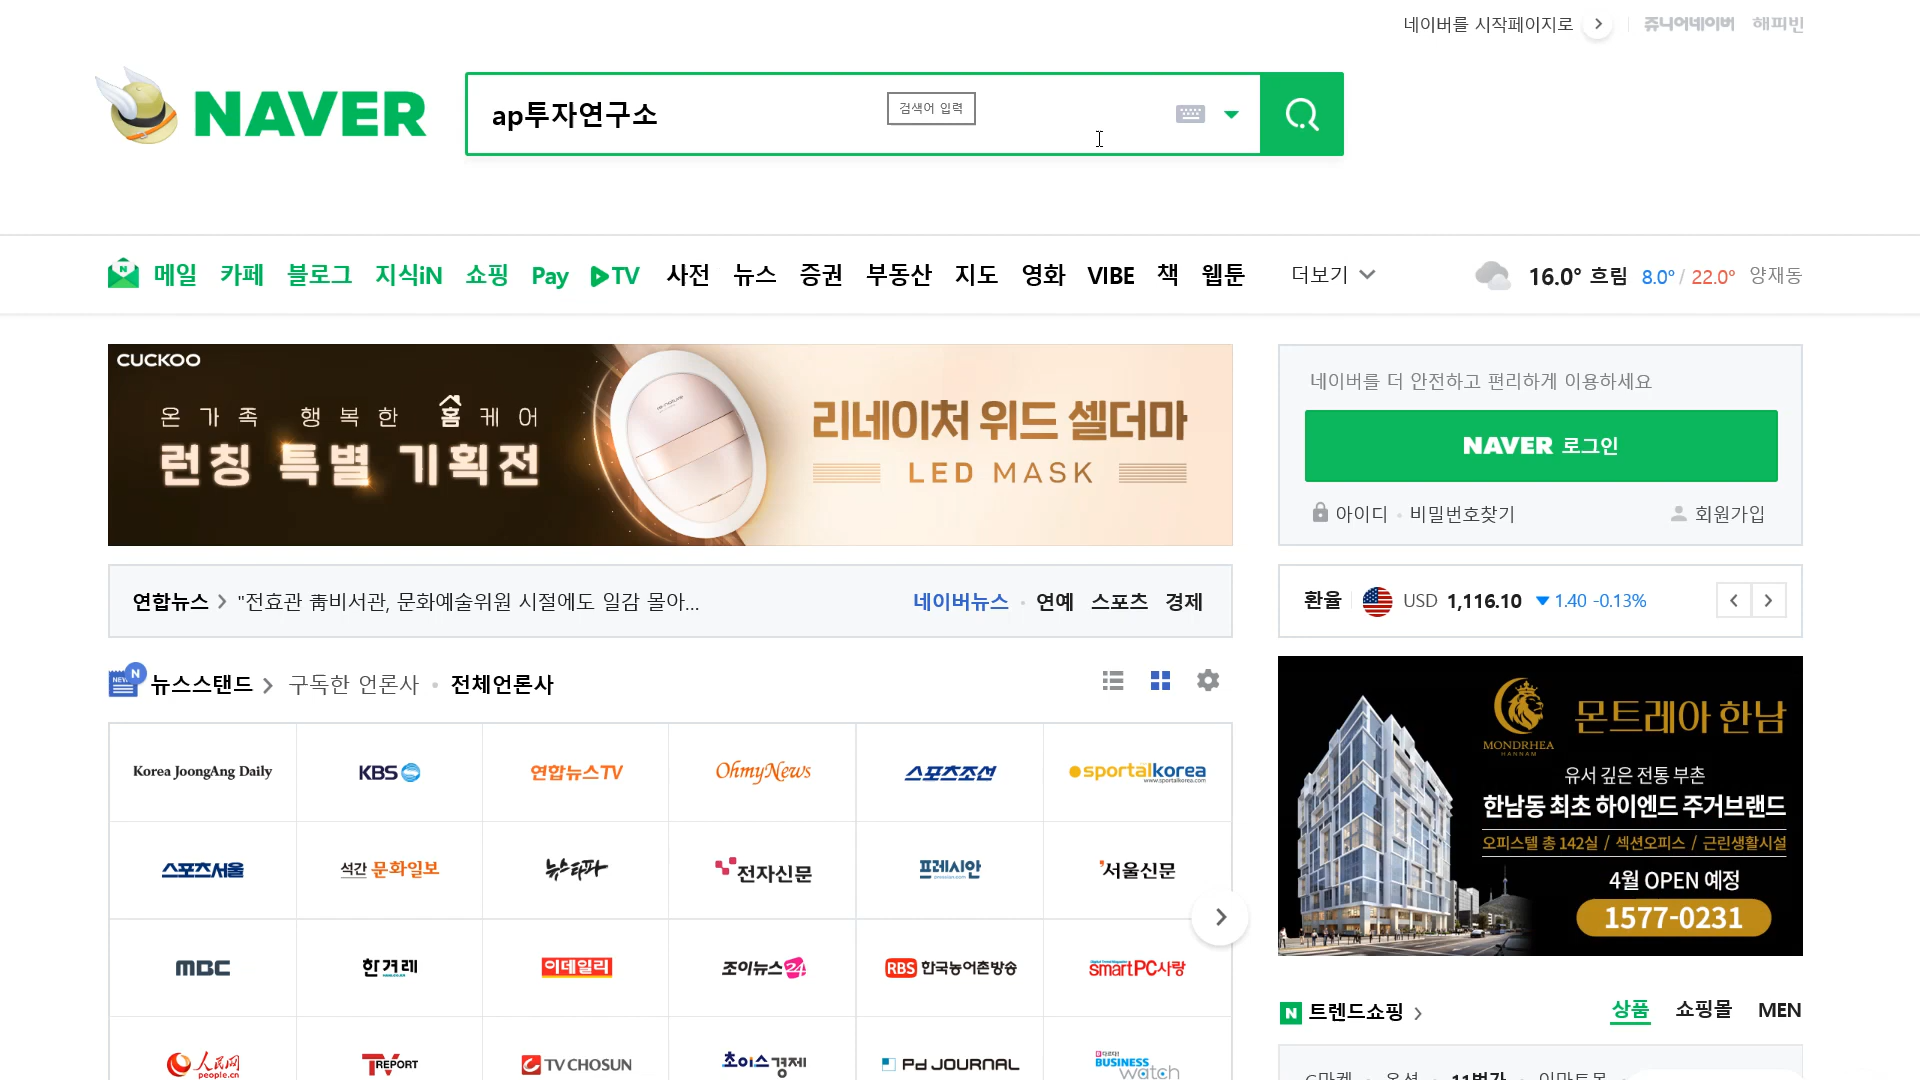 네이버를 시작페이지로
쥬니어네이버 해피빈
NAVER
ap투자연구소
검색어 입력
메일 카페 블로그 지식iN 쇼핑 Pay TV 사전 뉴스 증권 부동산 지도 영화 VIBE 책 웹툰 더보기
16.0° 흐림 8.0° / 22.0° 양재동
CUCKOO
온가족 행복한 홈케어
런칭 특별 기획전
리네이처 위드 셀더마
LED MASK
네이버를 더 안전하고 편리하게 이용하세요
NAVER 로그인
아이디 · 비밀번호찾기 회원가입
연합뉴스 > "전효관 靑비서관, 문화예술위원 시절에도 일감 몰아...
네이버뉴스 · 연예 스포츠 경제
환율 USD 1,116.10 ▼ 1.40 -0.13%
뉴스스탠드 > 구독한 언론사 · 전체언론사
Korea JoongAng Daily KBS 연합뉴스TV OhmyNews 스포츠조선 sportalkorea
www.sportalkorea.com
스포츠서울 석간 문화일보 뉴스타파 전자신문 프레시안 서울신문
MBC 한겨레 이데일리 조이뉴스24 RBS 한국농어촌방송 smartPC사랑
人民网 TV REPORT TV CHOSUN 초이스경제 Pd JOURNAL BUSINESS watch
people.cn
몬트레아 한남
MONDRHEA
HANNAM
유서 깊은 전통 부촌
한남동 최초 하이엔드 주거브랜드
오피스텔 총 142실 / 섹션오피스 / 근린생활시설
4월 OPEN 예정
1577-0231
트렌드쇼핑 > 상품 쇼핑몰 MEN